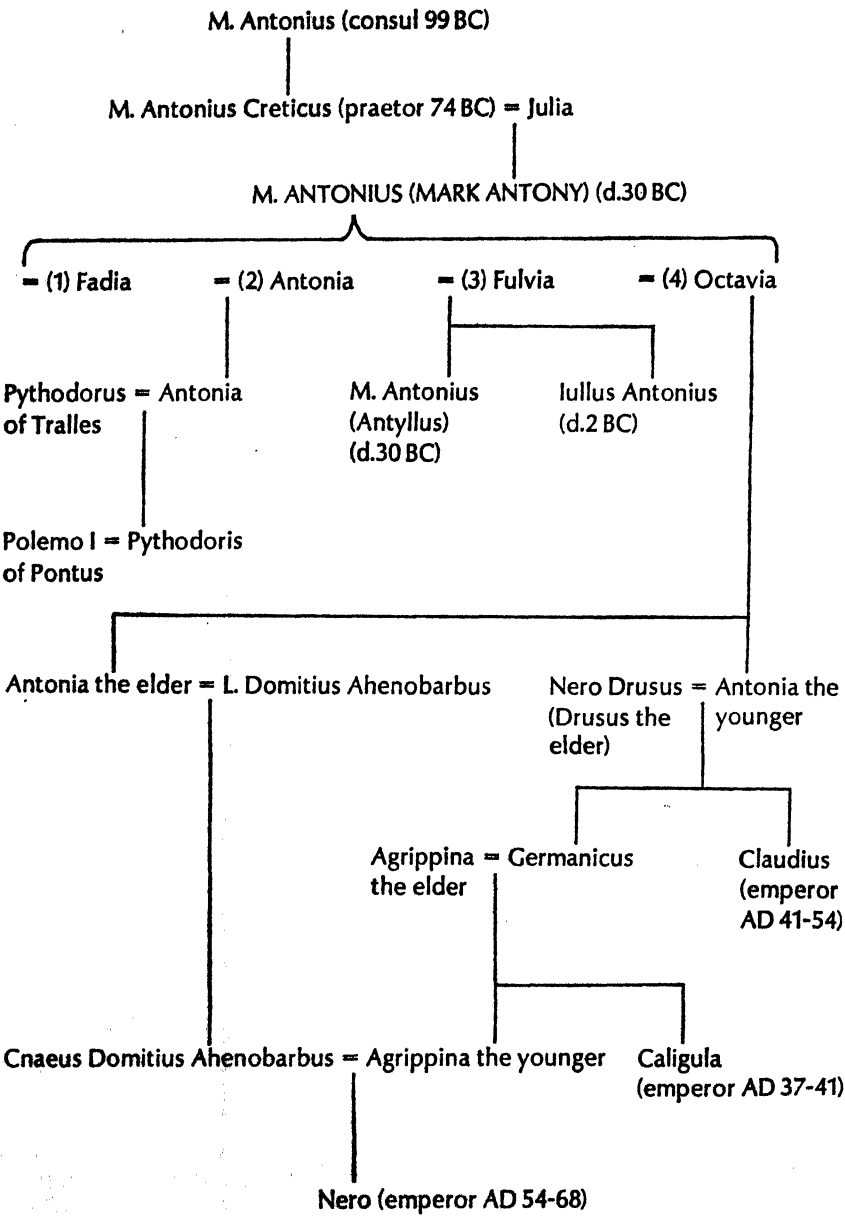 M. Antonius (consul 99 BC)
M. Antonius Creticus (praetor 74 BC) = Julia
M. ANTONIUS (MARK ANTONY) (d.30 BC)
= (1) Fadia = (2) Antonia = (3) Fulvia = (4) Octavia
Pythodorus = Antonia
of Tralles
M. Antonius
(Antyllus)
(d.30 BC)
Iullus Antonius
(d.2 BC)
Polemo I = Pythodoris
of Pontus
Antonia the elder = L. Domitius Ahenobarbus
Nero Drusus = Antonia the
(Drusus the younger
elder)
Agrippina = Germanicus
the elder
Claudius
(emperor
AD 41-54)
Cnaeus Domitius Ahenobarbus = Agrippina the younger
Caligula
(emperor AD 37-41)
Nero (emperor AD 54-68)